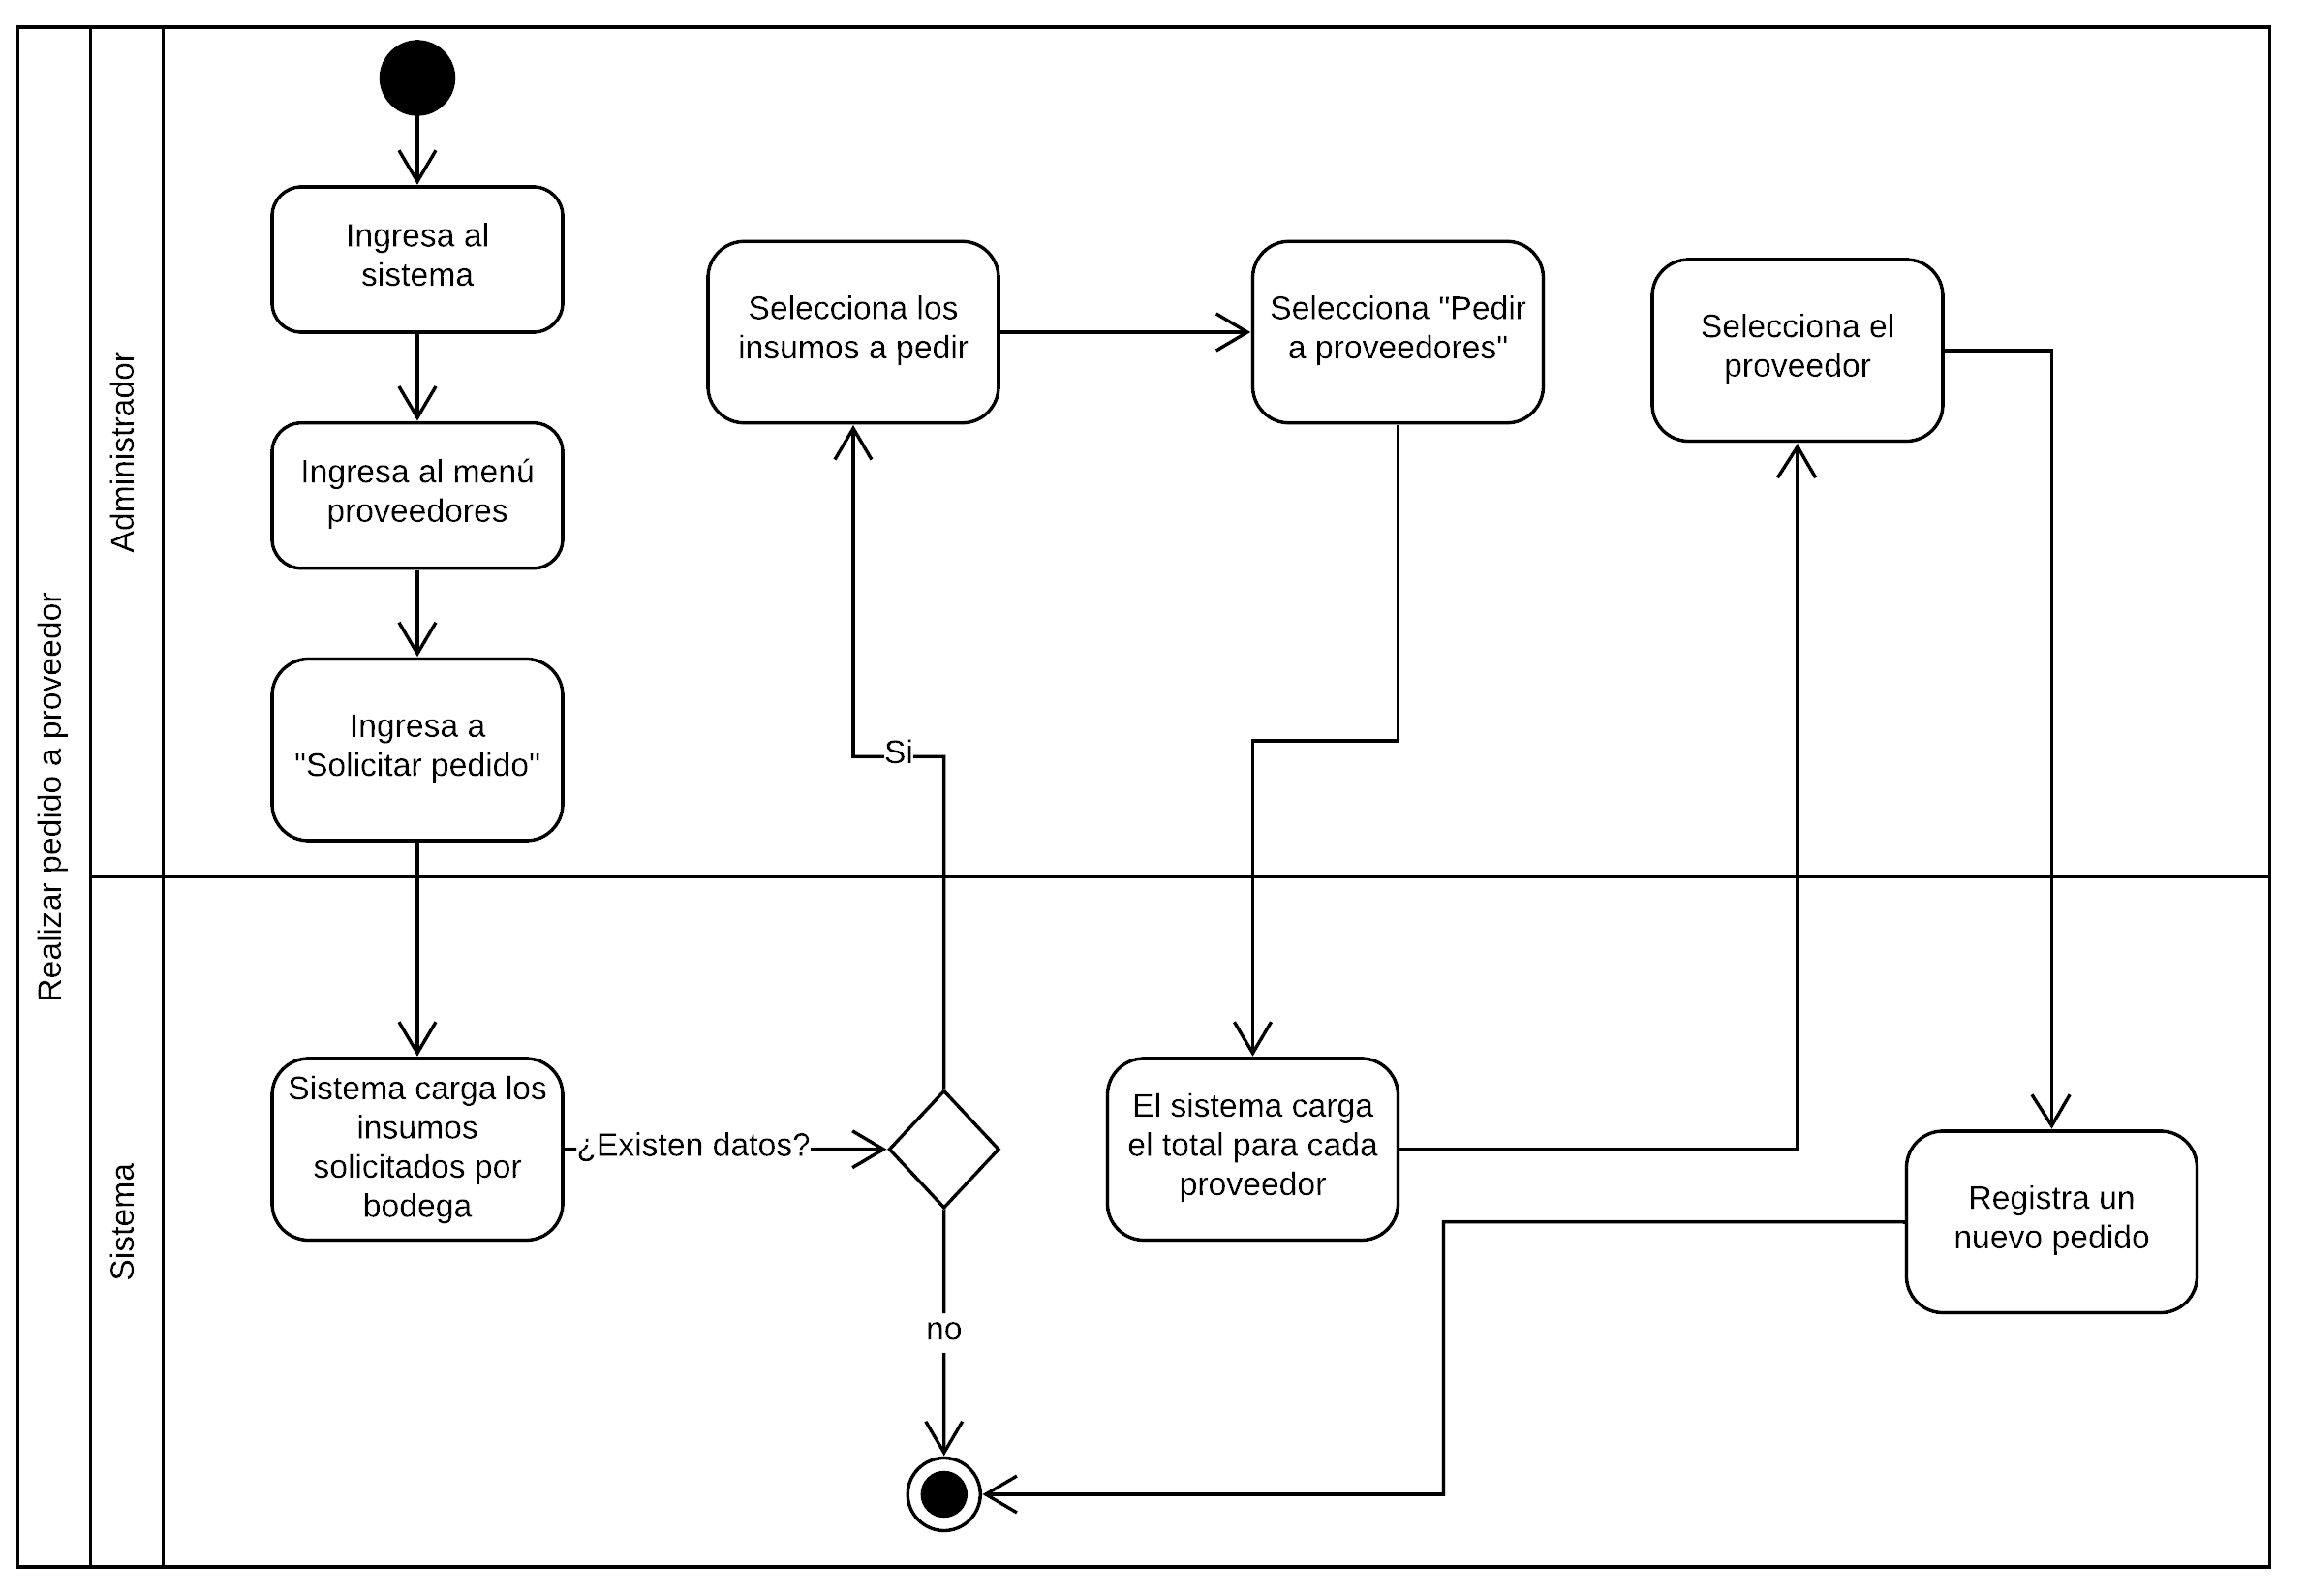 Realizar pedido a proveedor
Administrador
Ingresa al
sistema
Ingresa al menú
proveedores
Ingresa a
"Solicitar pedido"
Selecciona los
insumos a pedir
Selecciona "Pedir
a proveedores"
Selecciona el
proveedor
Si
Sistema
Sistema carga los
insumos
solicitados por
bodega
¿Existen datos?
no
El sistema carga
el total para cada
proveedor
Registra un
nuevo pedido